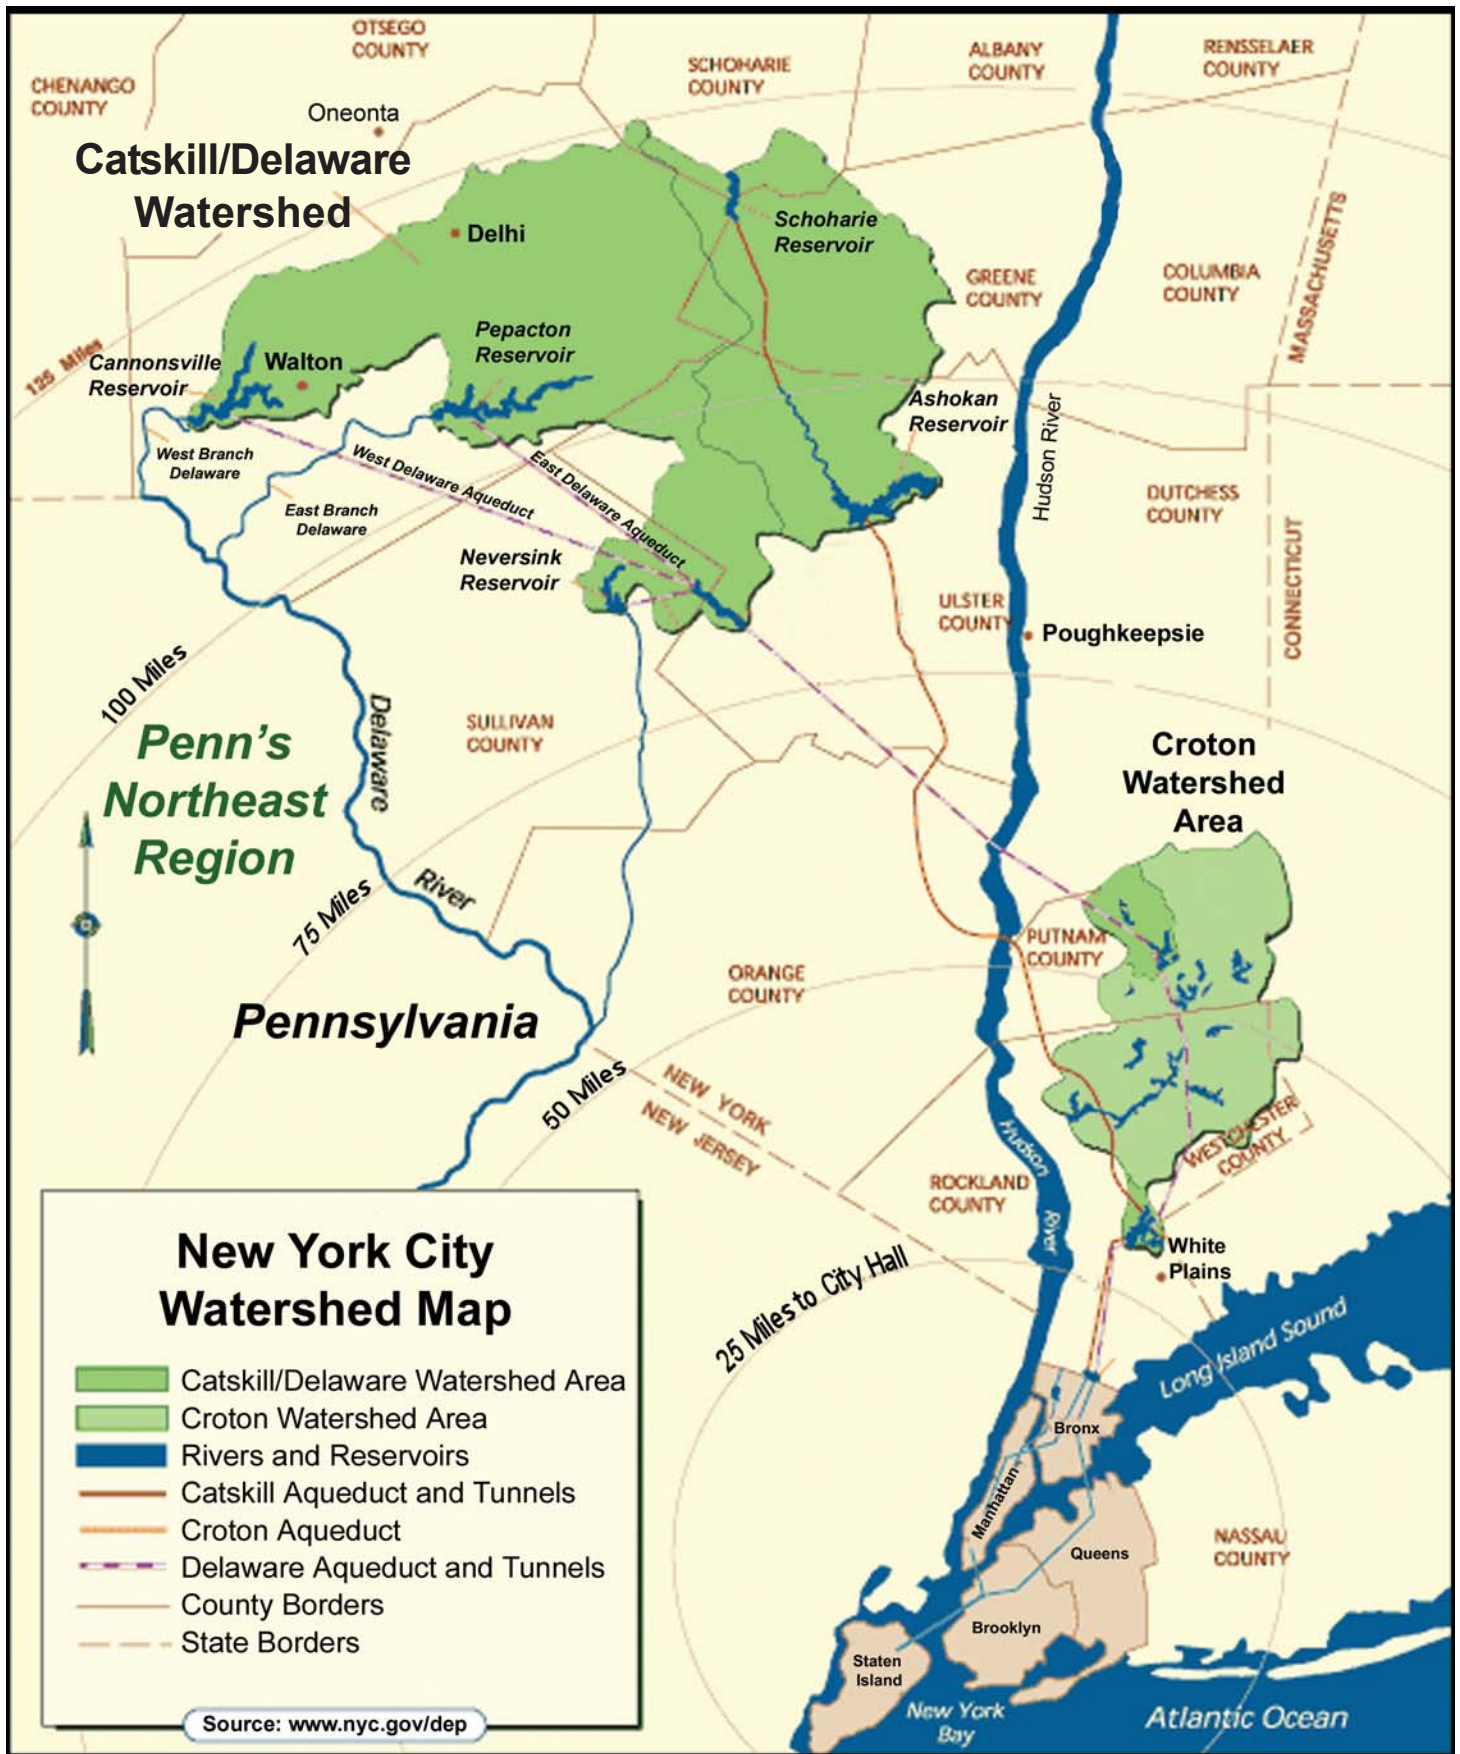 OTSEGO
COUNTY
CHENANGO
COUNTY
SCHOHARIE
COUNTY
ALBANY
COUNTY
RENSSELAER
COUNTY
Oneonta
Catskill/Delaware
Watershed
Delhi
Schoharie
Reservoir
GREENE
COUNTY
COLUMBIA
COUNTY
MASSACHUSETTS
125 Miles
Cannonsville
Reservoir
Walton
Pepacton
Reservoir
Ashokan
Reservoir
Hudson River
West Branch
Delaware
West Delaware Aqueduct
East Delaware Aqueduct
East Branch
Delaware
DUTCHESS
COUNTY
CONNECTICUT
Neversink
Reservoir
ULSTER
COUNTY
Poughkeepsie
100 Miles
Penn's
Northeast
Region
Delaware
River
SULLIVAN
COUNTY
Croton
Watershed
Area
75 Miles
PUTNAM
COUNTY
ORANGE
COUNTY
Pennsylvania
50 Miles
NEW YORK
NEW JERSEY
Hudson
River
WESTCHESTER
COUNTY
ROCKLAND
COUNTY
White
Plains
25 Miles to City Hall
Long Island Sound
Bronx
Manhattan
Queens
NASSAU
COUNTY
Brooklyn
Staten
Island
New York
Bay
Atlantic Ocean
New York City
Watershed Map
Catskill/Delaware Watershed Area
Croton Watershed Area
Rivers and Reservoirs
Catskill Aqueduct and Tunnels
Croton Aqueduct
Delaware Aqueduct and Tunnels
County Borders
State Borders
Source: www.nyc.gov/dep